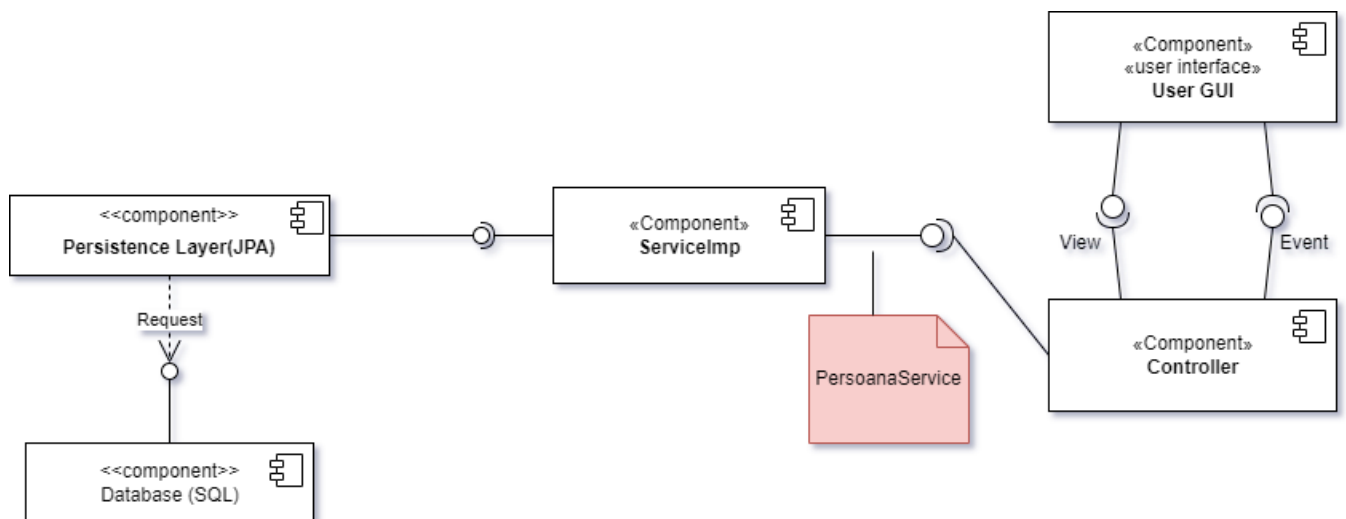 «Component»
«user interface»
User GUI
<<component>>
Persistence Layer(JPA)
«Component»
ServiceImp
View
Event
Request
PersoanaService
«Component»
Controller
<<component>>
Database (SQL)